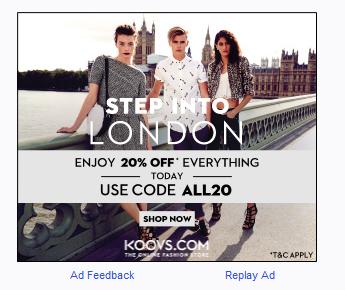 STEP INTO
LONDON
ENJOY 20% OFF* EVERYTHING
TODAY
USE CODE ALL20
SHOP NOW
KOOVS.COM
THE ONLINE FASHION STORE
*T&C APPLY
Ad Feedback
Replay Ad